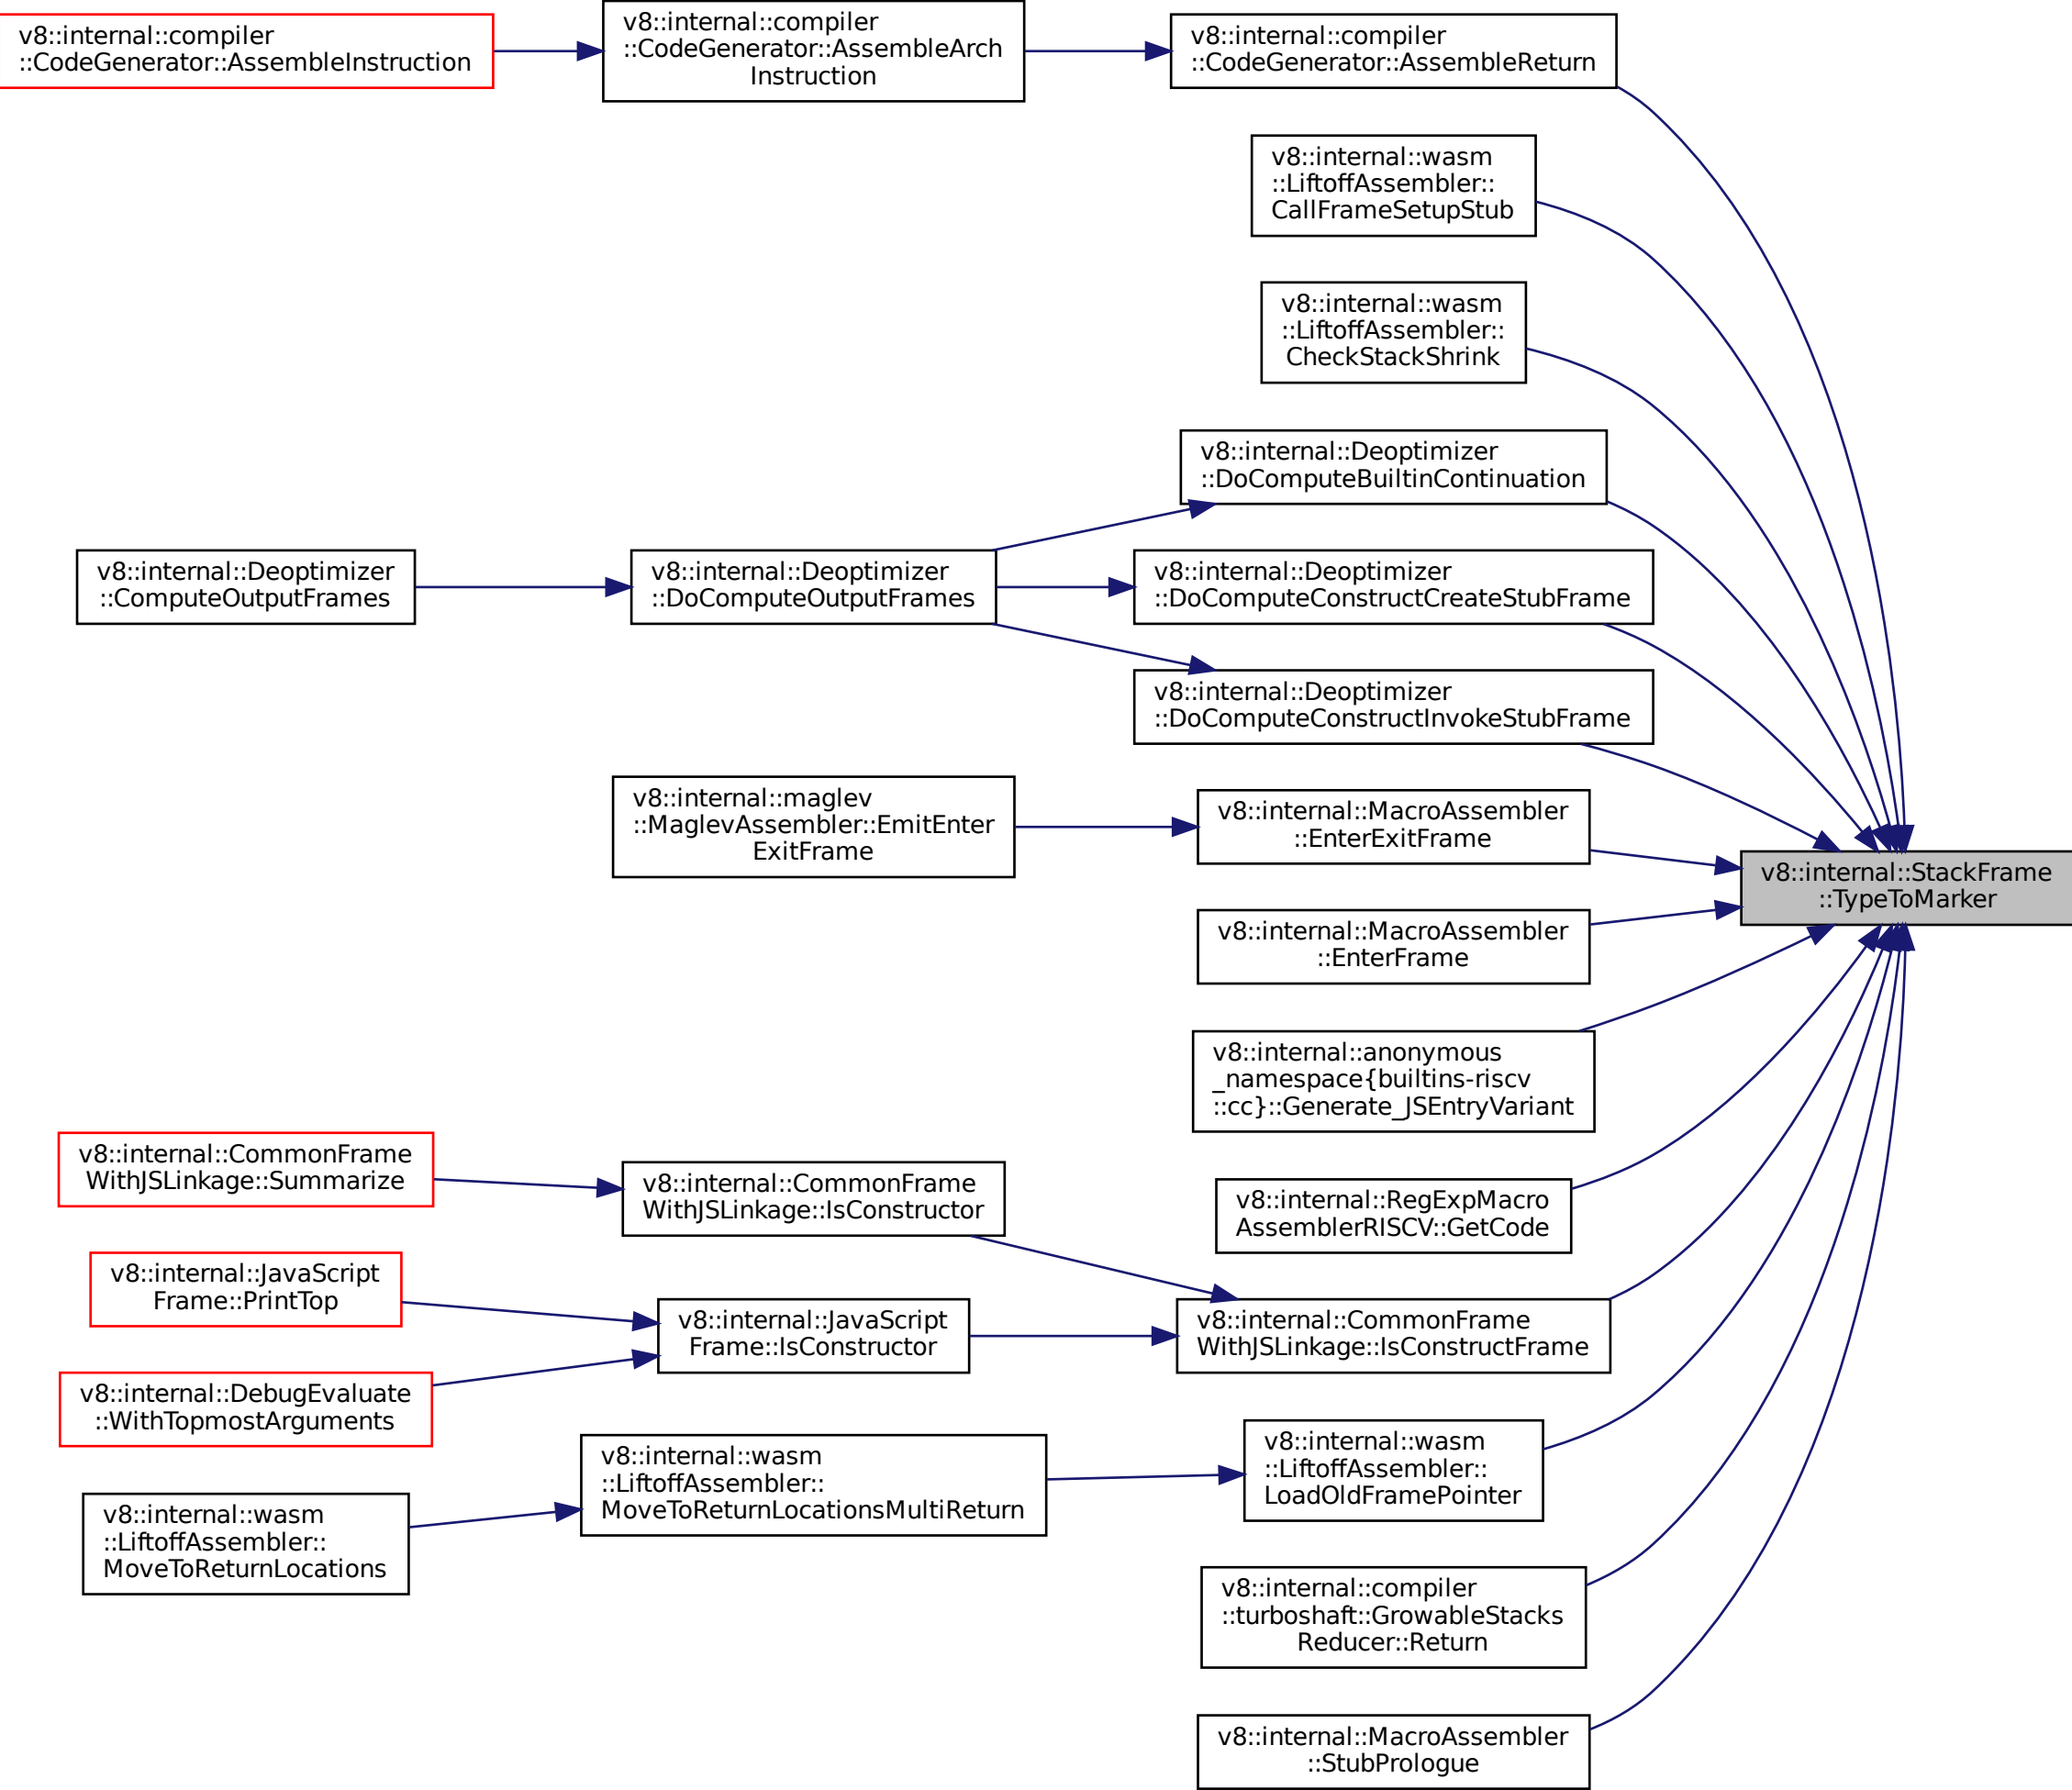 v8::internal::compiler
::CodeGenerator::AssembleInstruction
v8::internal::compiler
::CodeGenerator::AssembleArch
Instruction
v8::internal::compiler
::CodeGenerator::AssembleReturn
v8::internal::wasm
::LiftoffAssembler::
CallFrameSetupStub
v8::internal::wasm
::LiftoffAssembler::
CheckStackShrink
v8::internal::Deoptimizer
::DoComputeBuiltinContinuation
v8::internal::Deoptimizer
::ComputeOutputFrames
v8::internal::Deoptimizer
::DoComputeOutputFrames
v8::internal::Deoptimizer
::DoComputeConstructCreateStubFrame
v8::internal::Deoptimizer
::DoComputeConstructInvokeStubFrame
v8::internal::maglev
::MaglevAssembler::EmitEnter
ExitFrame
v8::internal::MacroAssembler
::EnterExitFrame
v8::internal::StackFrame
::TypeToMarker
v8::internal::MacroAssembler
::EnterFrame
v8::internal::anonymous
_namespace{builtins-riscv
::cc}::Generate_JSEntryVariant
v8::internal::CommonFrame
WithJSLinkage::Summarize
v8::internal::CommonFrame
WithJSLinkage::IsConstructor
v8::internal::RegExpMacro
AssemblerRISCV::GetCode
v8::internal::JavaScript
Frame::PrintTop
v8::internal::JavaScript
Frame::IsConstructor
v8::internal::CommonFrame
WithJSLinkage::IsConstructFrame
v8::internal::DebugEvaluate
::WithTopmostArguments
v8::internal::wasm
::LiftoffAssembler::
MoveToReturnLocationsMultiReturn
v8::internal::wasm
::LiftoffAssembler::
LoadOldFramePointer
v8::internal::wasm
::LiftoffAssembler::
MoveToReturnLocations
v8::internal::compiler
::turboshaft::GrowableStacks
Reducer::Return
v8::internal::MacroAssembler
::StubPrologue